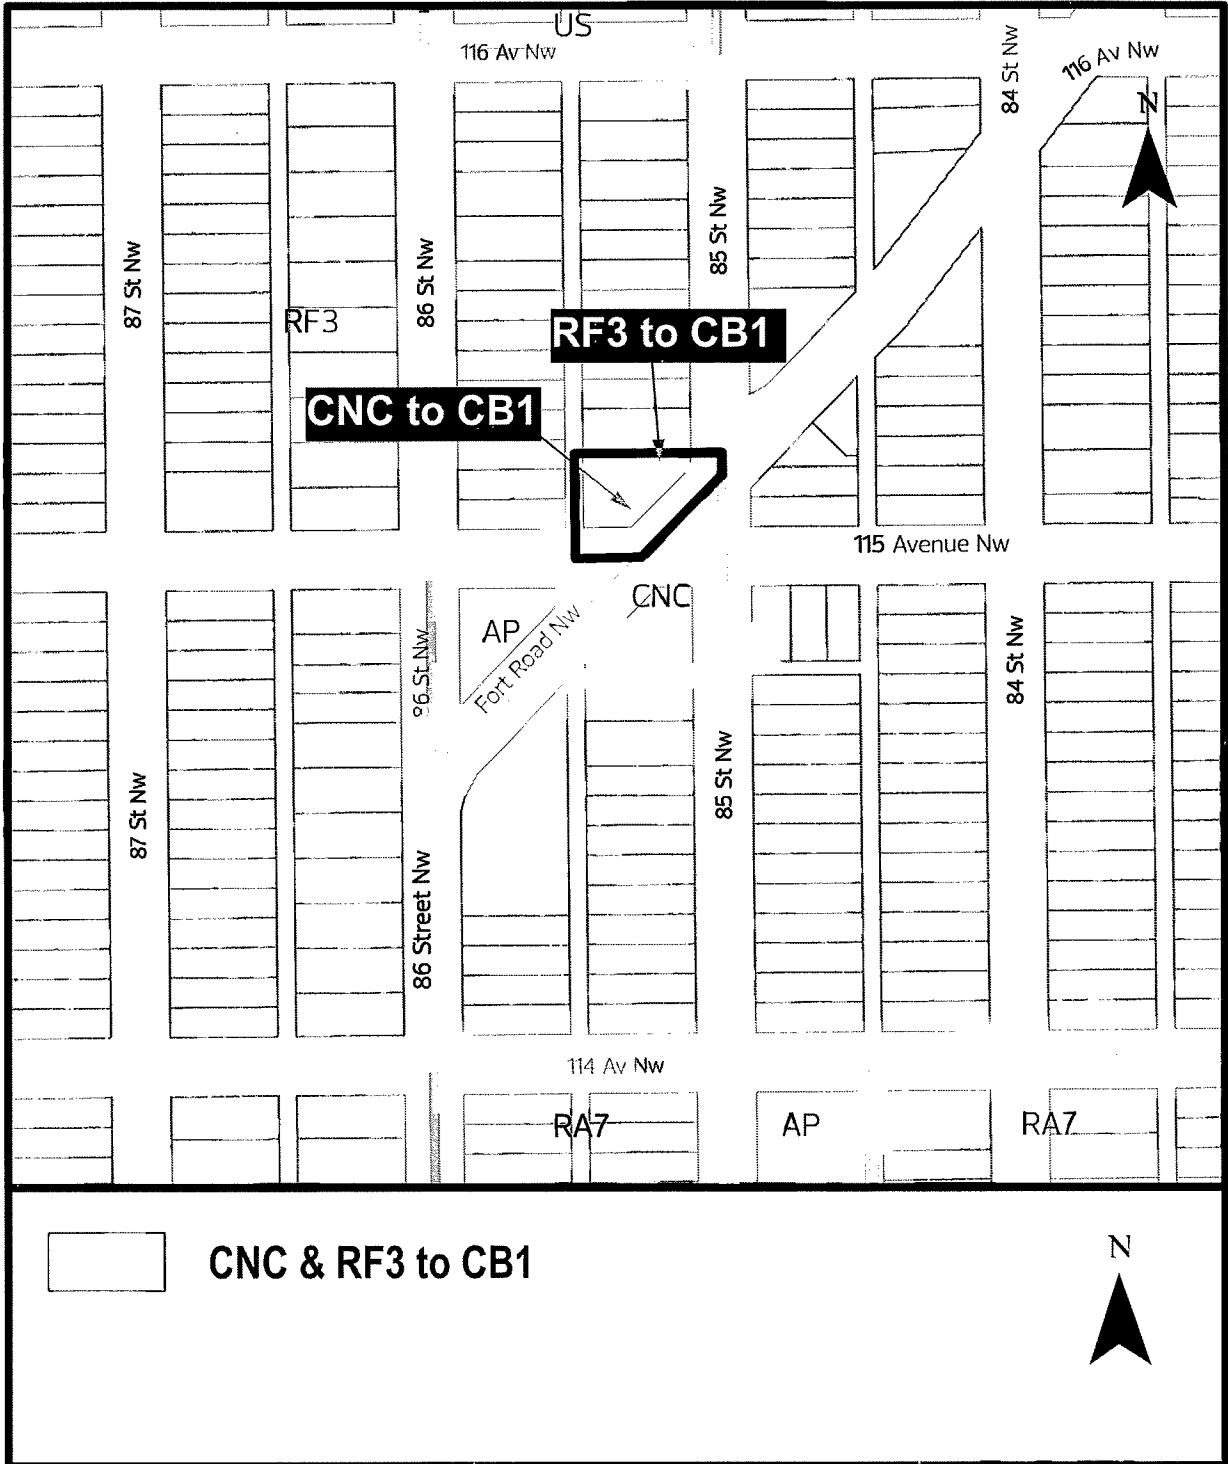 US
116 Av Nw
84 St Nw
116 Av Nw
N
87 St Nw
86 St Nw
85 St Nw
RF3
RF3 to CB1
CNC to CB1
115 Avenue Nw
CNC
AP
Fort Road Nw
86 St Nw
84 St Nw
87 St Nw
85 St Nw
86 Street Nw
114 Av Nw
RA7
AP
RA7
CNC & RF3 to CB1
N